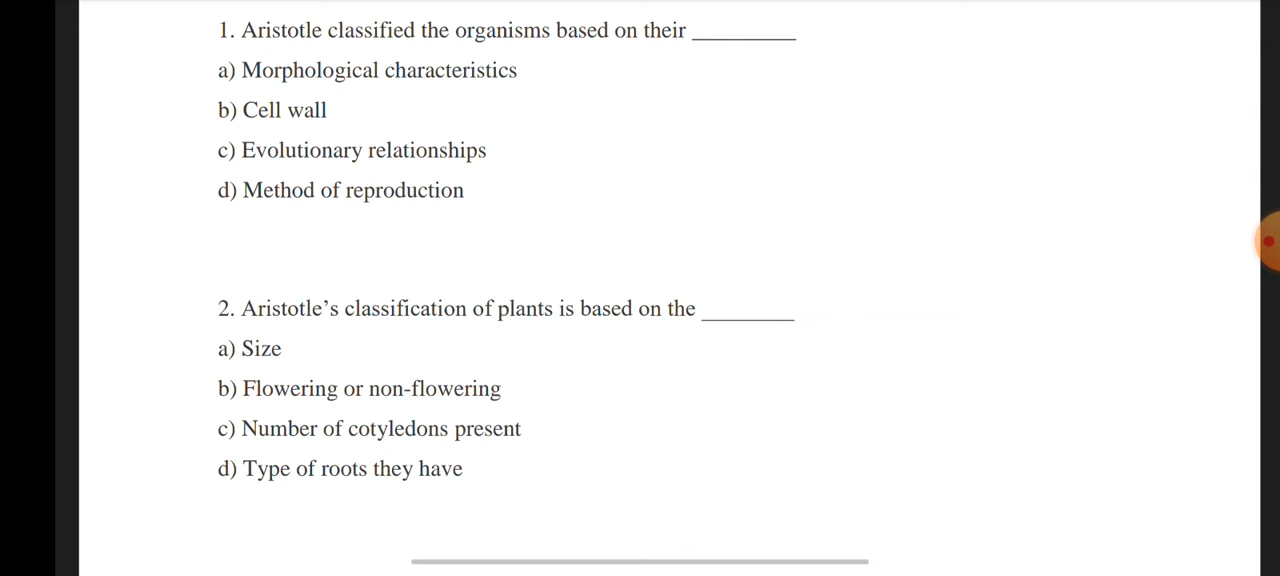 1. Aristotle classified the organisms based on their _________
a) Morphological characteristics
b) Cell wall
c) Evolutionary relationships
d) Method of reproduction
2. Aristotle’s classification of plants is based on the ________
a) Size
b) Flowering or non-flowering
c) Number of cotyledons present
d) Type of roots they have